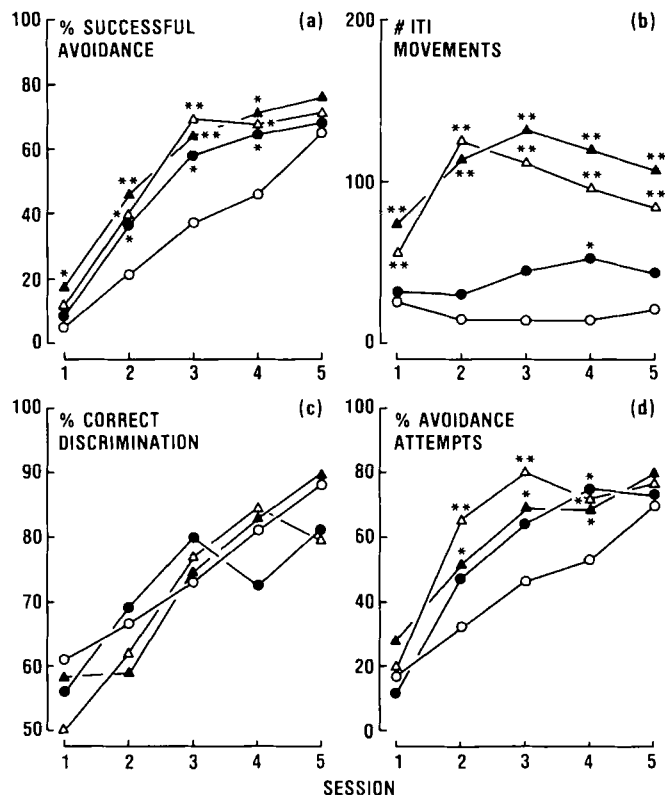 % SUCCESSFUL (a)
AVOIDANCE
100
80
60
40
20
0
* ** * * ** ** * * * *
1 2 3 4 5
# ITI (b)
MOVEMENTS
200
100
0
** ** ** ** ** ** ** ** ** ** *
1 2 3 4 5
% CORRECT (c)
DISCRIMINATION
90
80
70
60
50
1 2 3 4 5
% AVOIDANCE (d)
ATTEMPTS
100
80
60
40
20
0
** ** * * * * *
1 2 3 4 5
SESSION